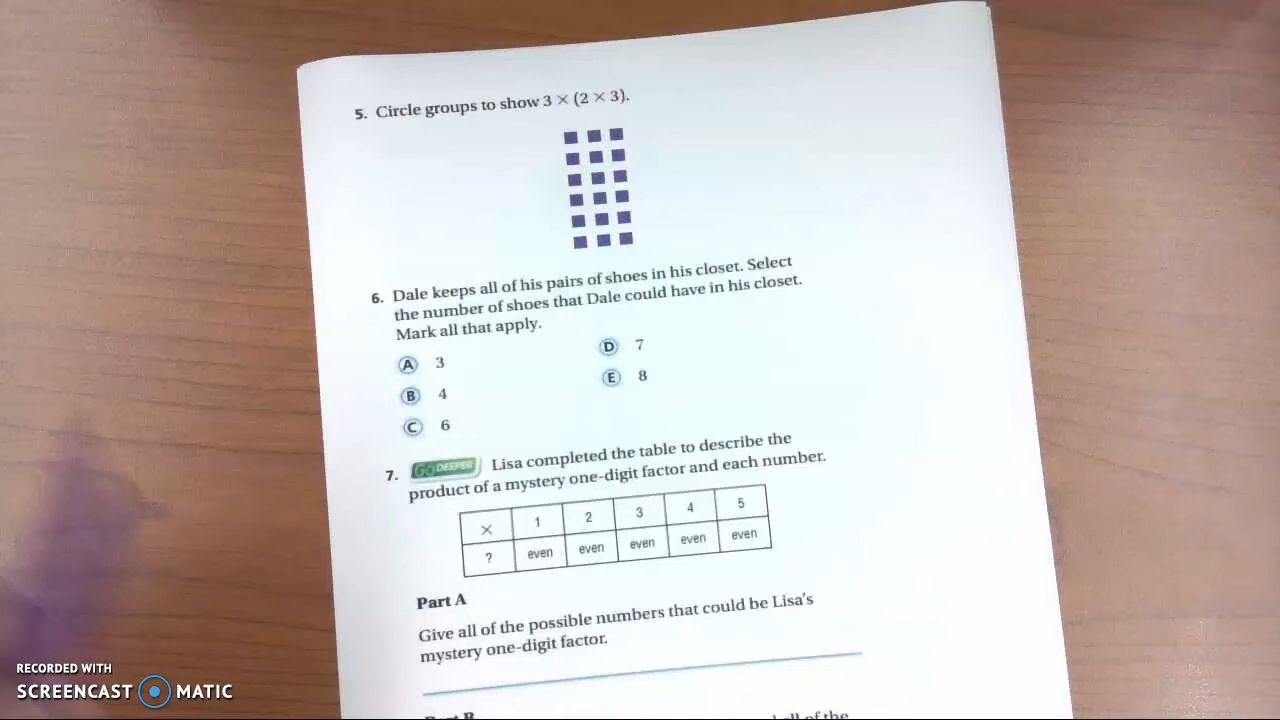 5. Circle groups to show 3 × (2 × 3).
6. Dale keeps all of his pairs of shoes in his closet. Select
the number of shoes that Dale could have in his closet.
Mark all that apply.
A 3
B 4
C 6
D 7
E 8
7. GO DEEPER Lisa completed the table to describe the
product of a mystery one-digit factor and each number.
× 1 2 3 4 5
? even even even even even
Part A
Give all of the possible numbers that could be Lisa's
mystery one-digit factor.
Part B
all of the
RECORDED WITH
SCREENCAST MATIC